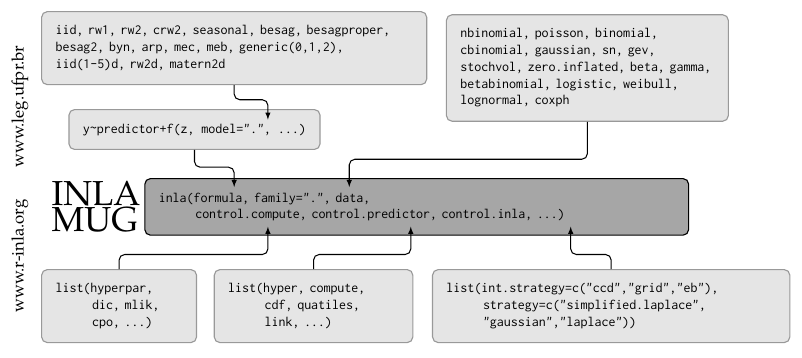 iid, rw1, rw2, crw2, seasonal, besag, besagproper,
besag2, byn, arp, mec, meb, generic(0,1,2),
iid(1-5)d, rw2d, matern2d
nbinomial, poisson, binomial,
cbinomial, gaussian, sn, gev,
stochvol, zero.inflated, beta, gamma,
betabinomial, logistic, weibull,
lognormal, coxph
y~predictor+f(z, model=".", ...)
www.leg.ufpr.br
www.r-inla.org
INLA
MUG
inla(formula, family=".", data,
control.compute, control.predictor, control.inla, ...)
list(hyperpar,
dic, mlik,
cpo, ...)
list(hyper, compute,
cdf, quatiles,
link, ...)
list(int.strategy=c("ccd","grid","eb"),
strategy=c("simplified.laplace",
"gaussian","laplace"))